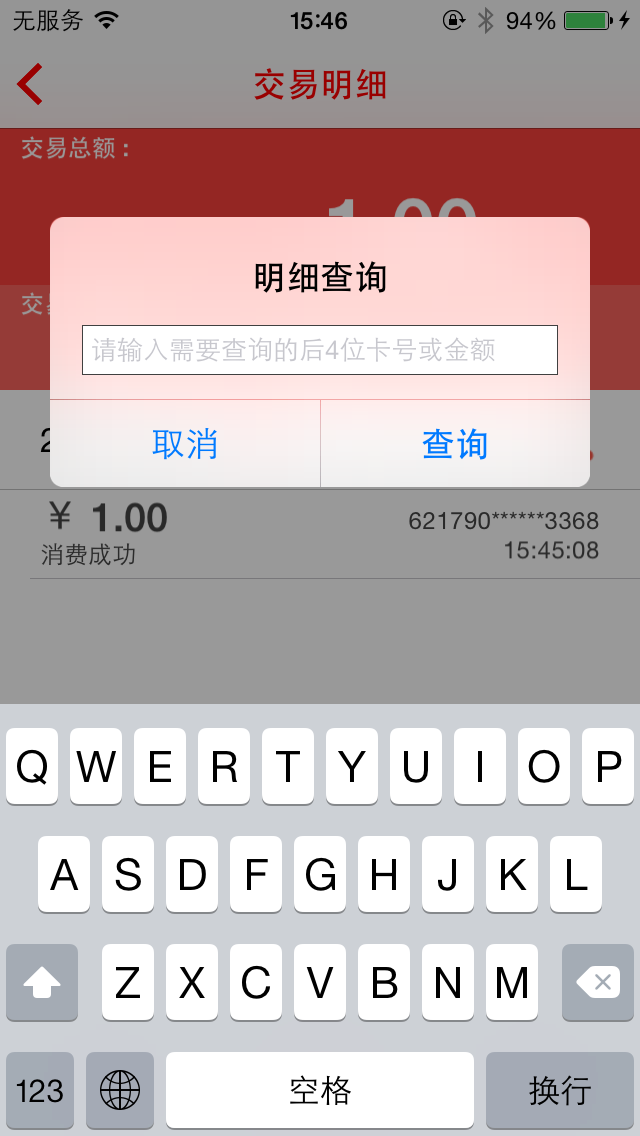 无服务 15:46 94%
交易明细
交易总额：
1.00
明细查询
请输入需要查询的后4位卡号或金额
取消 查询
￥ 1.00 621790******3368
消费成功 15:45:08
Q W E R T Y U I O P
A S D F G H J K L
Z X C V B N M
123 空格 换行